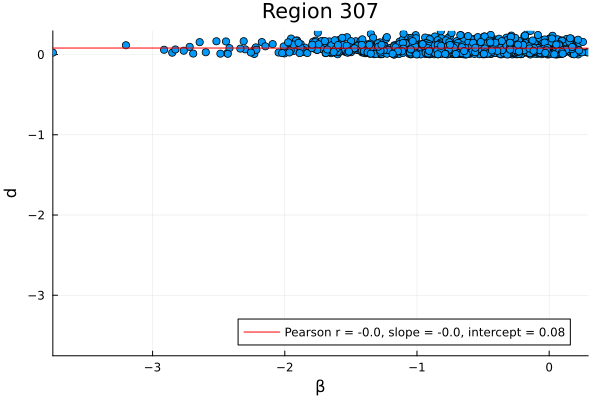 Region 307
0
−1
−2
−3
d
Pearson r = -0.0, slope = -0.0, intercept = 0.08
−3
−2
−1
0
β